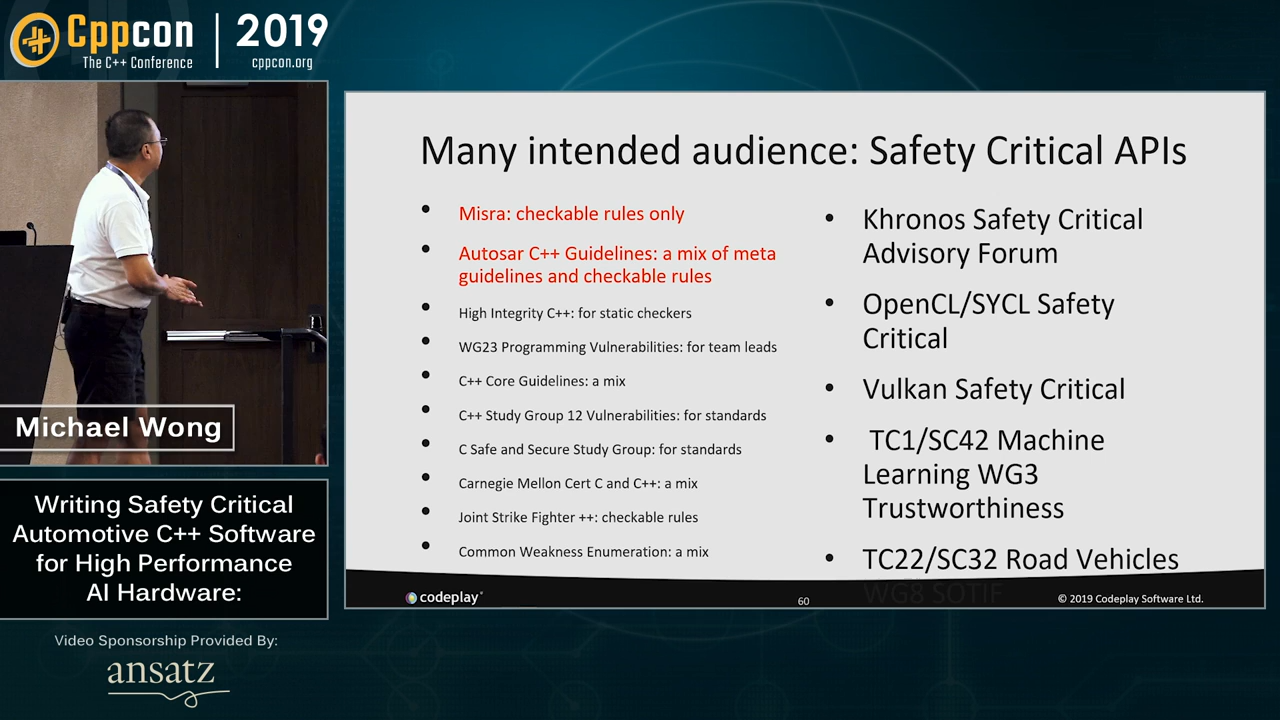 Cppcon
The C++ Conference
2019
cppcon.org
Michael Wong
Writing Safety Critical
Automotive C++ Software
for High Performance
AI Hardware:
Video Sponsorship Provided By:
ansatz
Many intended audience: Safety Critical APIs
• Misra: checkable rules only
• Autosar C++ Guidelines: a mix of meta
guidelines and checkable rules
• High Integrity C++: for static checkers
• WG23 Programming Vulnerabilities: for team leads
• C++ Core Guidelines: a mix
• C++ Study Group 12 Vulnerabilities: for standards
• C Safe and Secure Study Group: for standards
• Carnegie Mellon Cert C and C++: a mix
• Joint Strike Fighter ++: checkable rules
• Common Weakness Enumeration: a mix
• Khronos Safety Critical
Advisory Forum
• OpenCL/SYCL Safety
Critical
• Vulkan Safety Critical
• TC1/SC42 Machine
Learning WG3
Trustworthiness
• TC22/SC32 Road Vehicles
WG8 SOTIF
codeplay
60
© 2019 Codeplay Software Ltd.